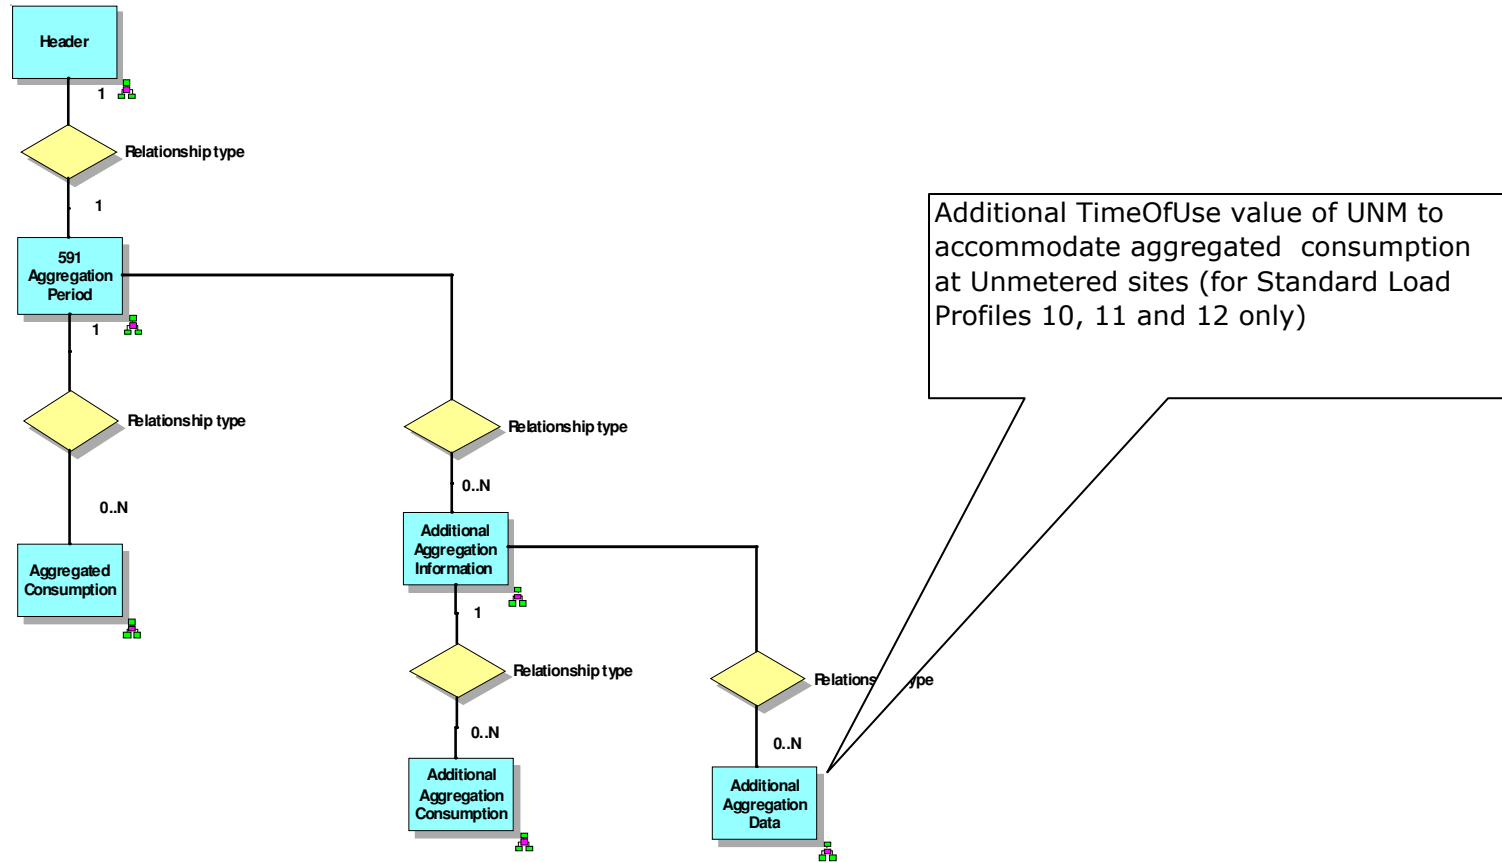 Header
1
Relationship type
1
591
Aggregation
Period
1
Relationship type
0..N
Aggregated
Consumption
Relationship type
0..N
Additional
Aggregation
Information
1
Relationship type
0..N
Additional
Aggregation
Consumption
Relationship type
0..N
Additional
Aggregation
Data
Additional TimeOfUse value of UNM to
accommodate aggregated consumption
at Unmetered sites (for Standard Load
Profiles 10, 11 and 12 only)